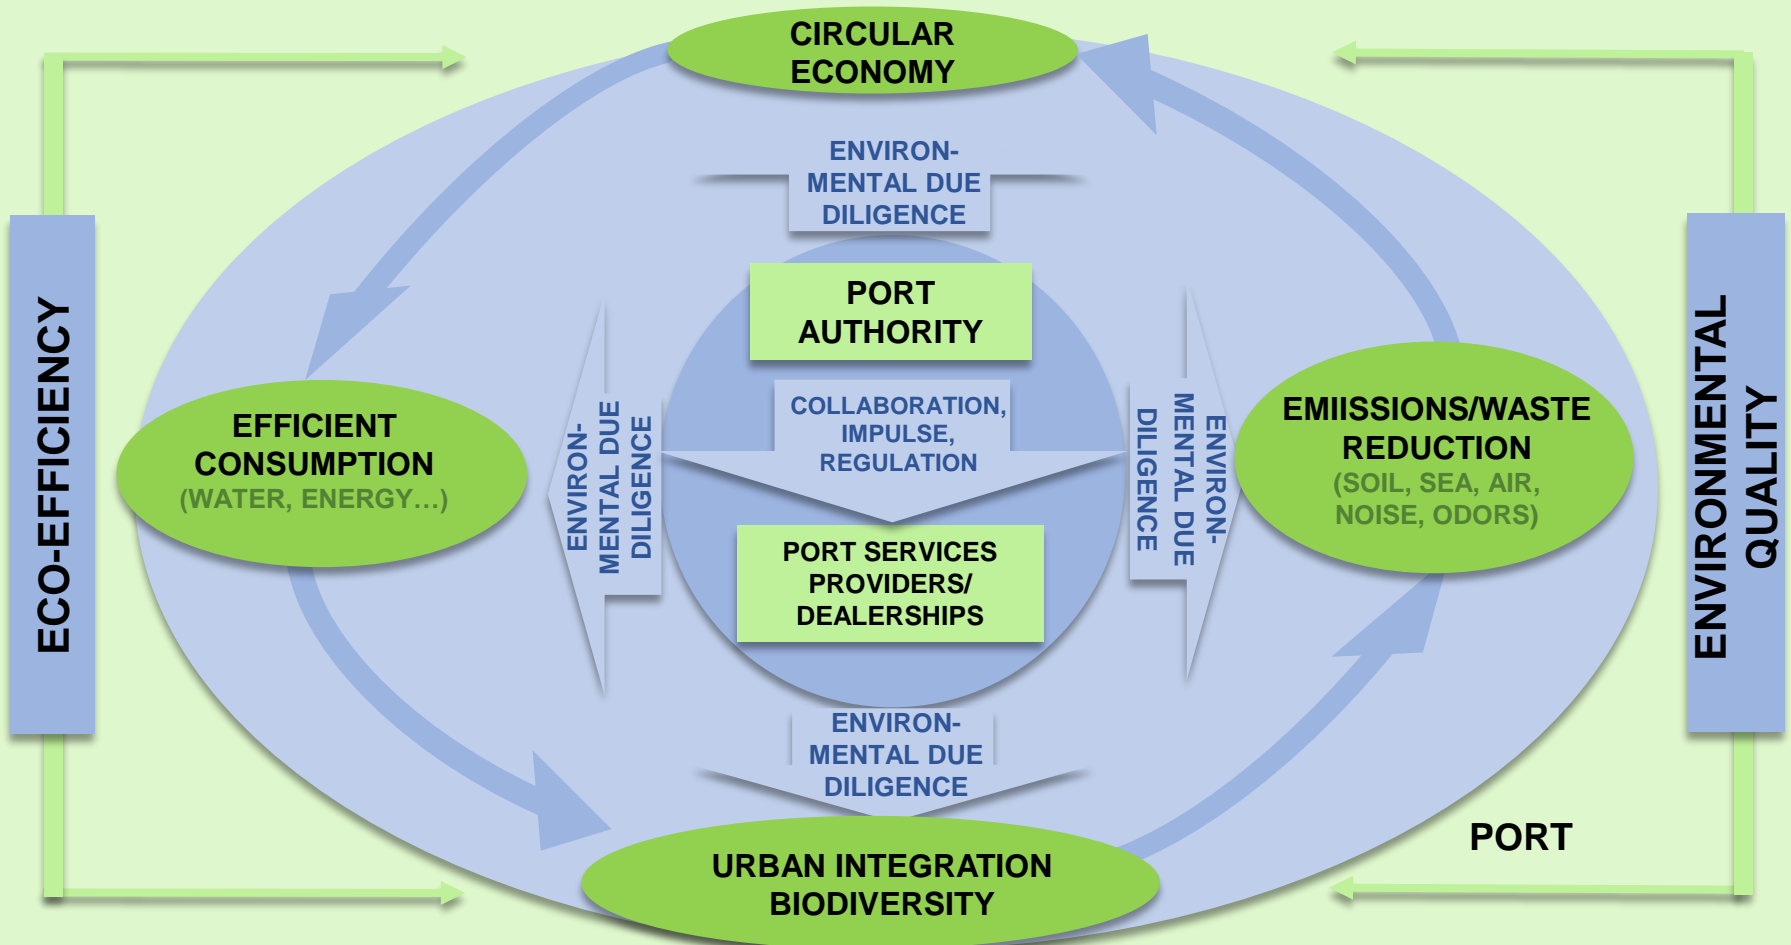 CIRCULAR
ECONOMY
ENVIRON-
MENTAL DUE
DILIGENCE
PORT
AUTHORITY
ECO-EFFICIENCY
EFFICIENT
CONSUMPTION
(WATER, ENERGY…)
ENVIRON-
MENTAL DUE
DILIGENCE
COLLABORATION,
IMPULSE,
REGULATION
ENVIRON-
MENTAL DUE
DILIGENCE
EMIISSIONS/WASTE
REDUCTION
(SOIL, SEA, AIR,
NOISE, ODORS)
ENVIRONMENTAL
QUALITY
PORT SERVICES
PROVIDERS/
DEALERSHIPS
ENVIRON-
MENTAL DUE
DILIGENCE
PORT
URBAN INTEGRATION
BIODIVERSITY